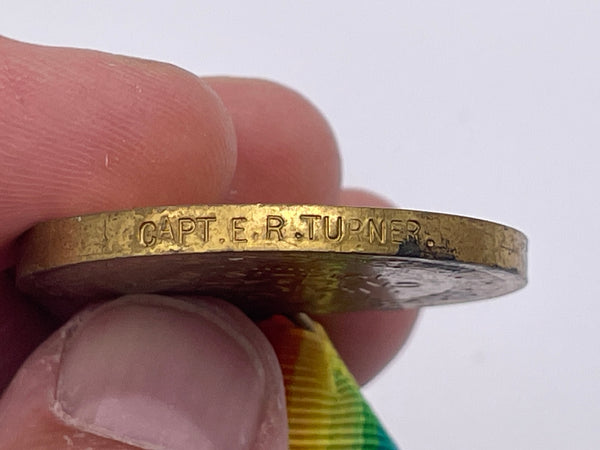 CAPT. E. R. TURNER.